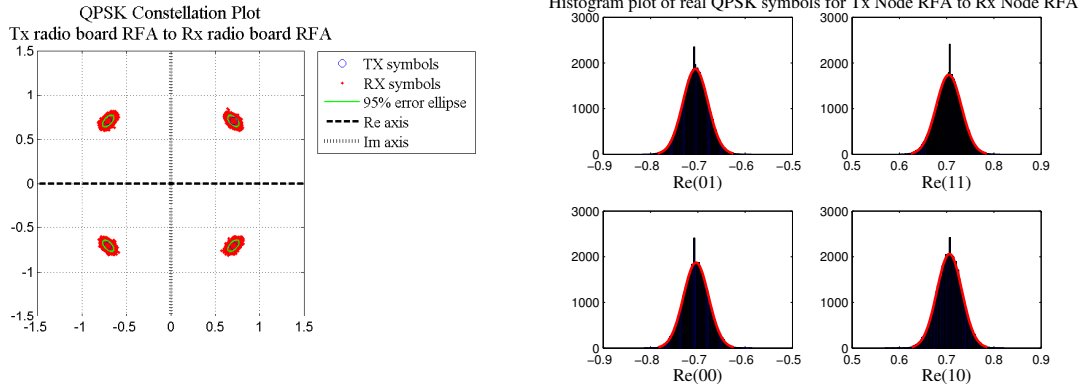 QPSK Constellation Plot
Tx radio board RFA to Rx radio board RFA
1.5
1
0.5
0
-0.5
-1
-1.5
-1.5 -1 -0.5 0 0.5 1 1.5
TX symbols
RX symbols
95% error ellipse
Re axis
Im axis
Histogram plot of real QPSK symbols for Tx Node RFA to Rx Node RFA
3000
2000
1000
0
−0.9 −0.8 −0.7 −0.6 −0.5
Re(01)
3000
2000
1000
0
0.5 0.6 0.7 0.8 0.9
Re(11)
3000
2000
1000
0
−0.9 −0.8 −0.7 −0.6 −0.5
Re(00)
3000
2000
1000
0
0.5 0.6 0.7 0.8 0.9
Re(10)